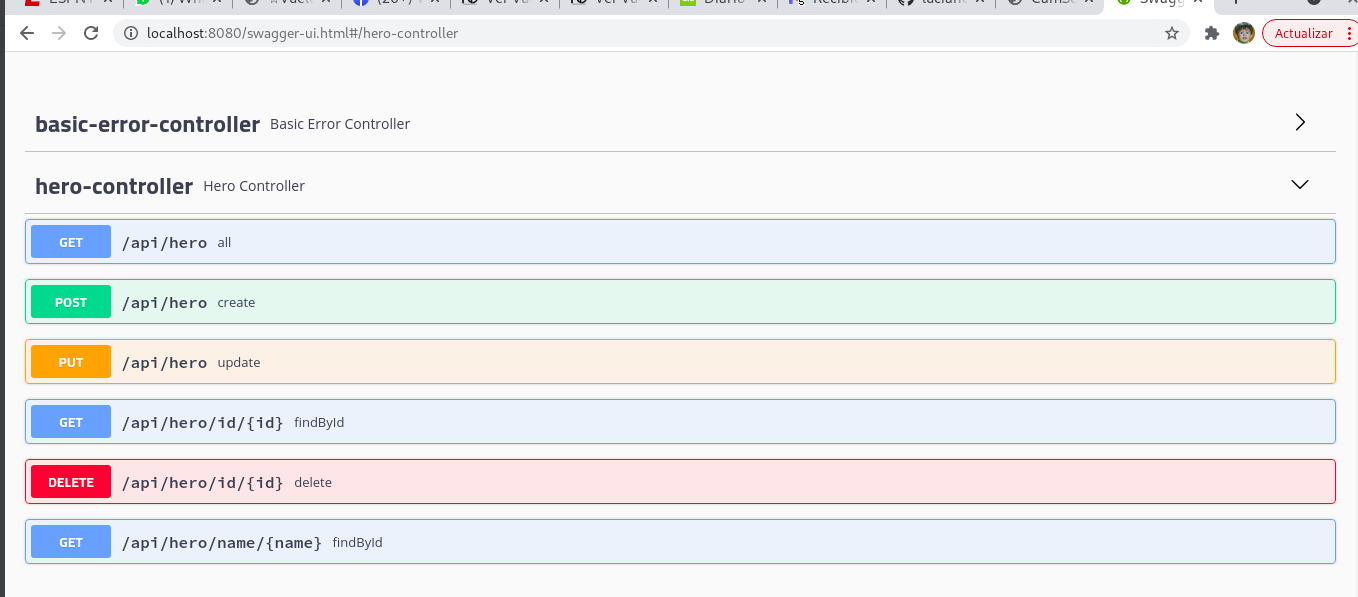 localhost:8080/swagger-ui.html#/hero-controller
Actualizar
basic-error-controller Basic Error Controller
hero-controller Hero Controller
GET /api/hero all
POST /api/hero create
PUT /api/hero update
GET /api/hero/id/{id} findById
DELETE /api/hero/id/{id} delete
GET /api/hero/name/{name} findById